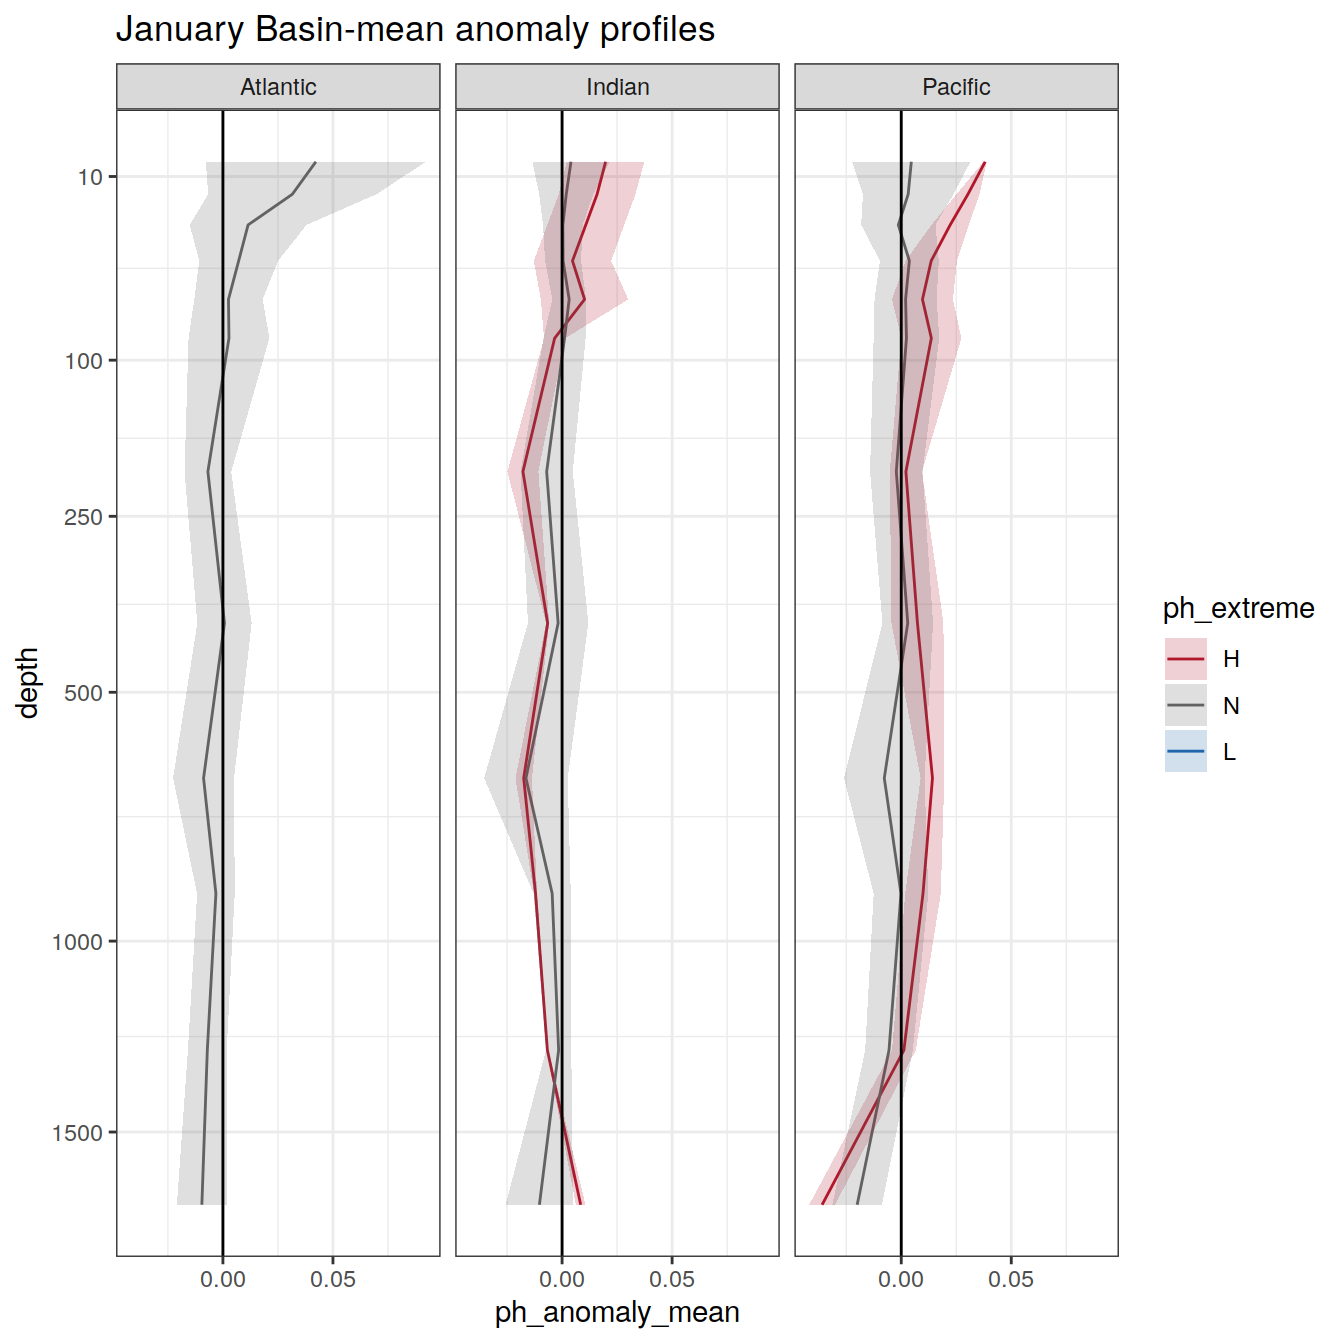 January Basin-mean anomaly profiles
Atlantic
Indian
Pacific
10
100
250
500
1000
1500
depth
0.00
0.05
0.00
0.05
0.00
0.05
ph_anomaly_mean
ph_extreme
H
N
L